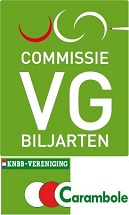 COMMISSIE
VG
BILJARTEN
KNBB-VERENIGING
Carambole